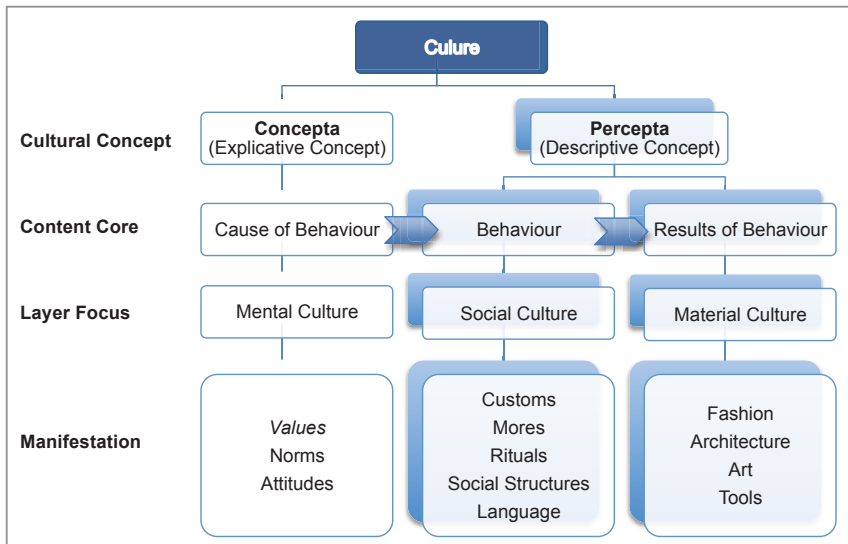 Culure
Cultural Concept
Concepta
(Explicative Concept)
Percepta
(Descriptive Concept)
Content Core
Cause of Behaviour
Behaviour
Results of Behaviour
Layer Focus
Mental Culture
Social Culture
Material Culture
Manifestation
Values
Norms
Attitudes
Customs
Mores
Rituals
Social Structures
Language
Fashion
Architecture
Art
Tools